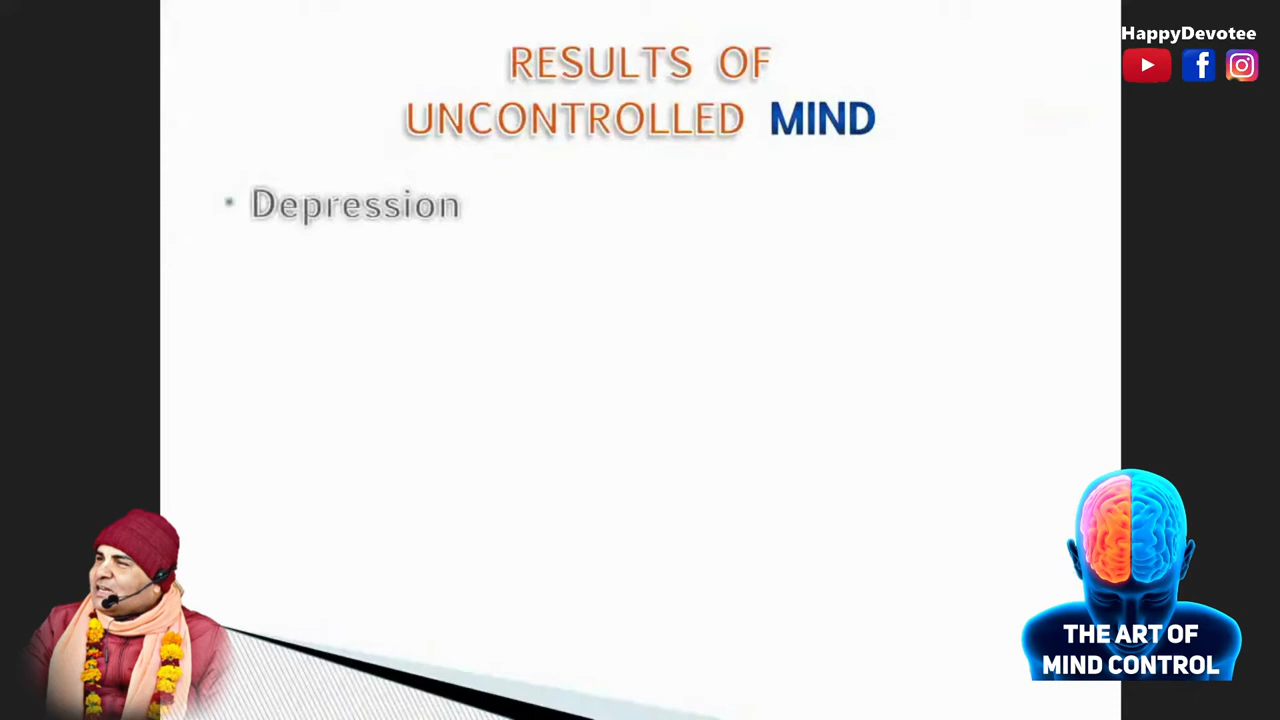 HappyDevotee
RESULTS OF
UNCONTROLLED MIND
• Depression
THE ART OF
MIND CONTROL